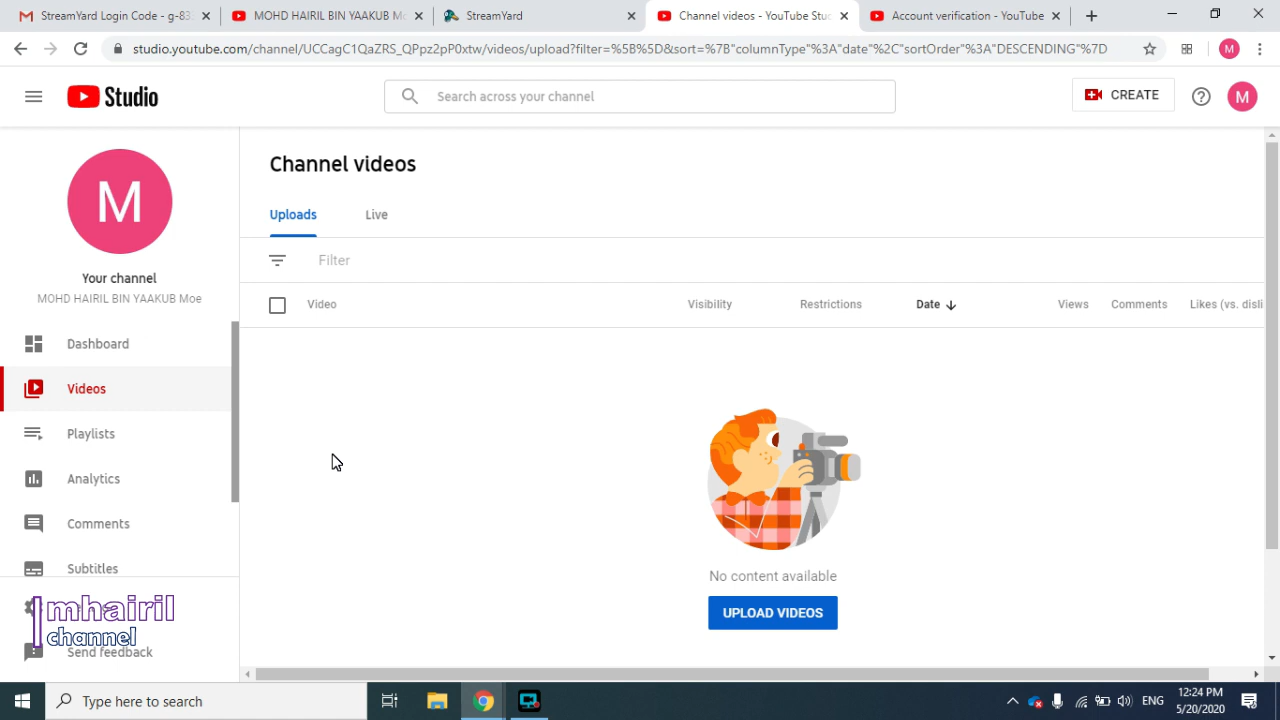 StreamYard Login Code - g-83
MOHD HAIRIL BIN YAAKUB M
StreamYard
Channel videos - YouTube Stu
Account verification - YouTube
studio.youtube.com/channel/UCCagC1QaZRS_QPpz2pP0xtw/videos/upload?filter=%5B%5D&sort=%7B"columnType"%3A"date"%2C"sortOrder"%3A"DESCENDING"%7D
M
Studio
Search across your channel
CREATE
M
M
Your channel
MOHD HAIRIL BIN YAAKUB Moe
Dashboard
Videos
Playlists
Analytics
Comments
Subtitles
mhairil
channel
Send feedback
Channel videos
Uploads
Live
Filter
Video
Visibility
Restrictions
Date
Views
Comments
Likes (vs. disli
No content available
UPLOAD VIDEOS
Type here to search
ENG
12:24 PM
5/20/2020